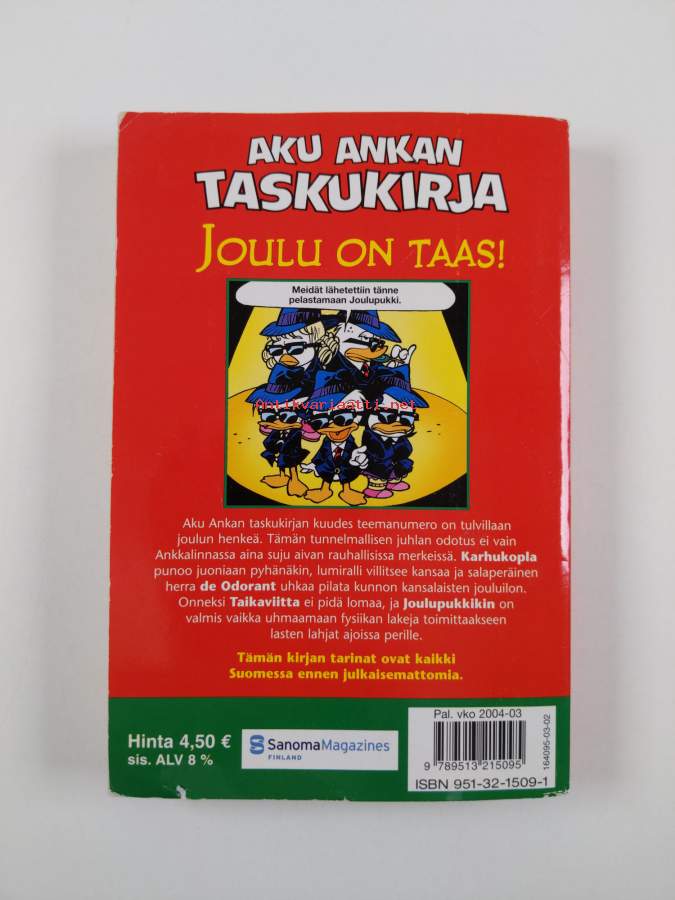 AKU ANKAN
TASKUKIRJA
JOULU ON TAAS!
Meidät lähetettiin tänne
pelastamaan Joulupukki.
Antikvariaatti.net
Aku Ankan taskukirjan kuudes teemanumero on tulvillaan
joulun henkeä. Tämän tunnelmallisen juhlan odotus ei vain
Ankkalinnassa aina suju aivan rauhallisissa merkeissä. Karhukopla
punoo juoniaan pyhänäkin, lumiralli villitsee kansaa ja salaperäinen
herra de Odorant uhkaa pilata kunnon kansalaisten jouluilon.
Onneksi Taikaviitta ei pidä lomaa, ja Joulupukkikin on
valmis vaikka uhmaamaan fysiikan lakeja toimittaakseen
lasten lahjat ajoissa perille.
Tämän kirjan tarinat ovat kaikki
Suomessa ennen julkaisemattomia.
Hinta 4,50 €
sis. ALV 8 %
SanomaMagazines
FINLAND
Pal. vko 2004-03
9 789513 215095
164095-03-02
ISBN 951-32-1509-1